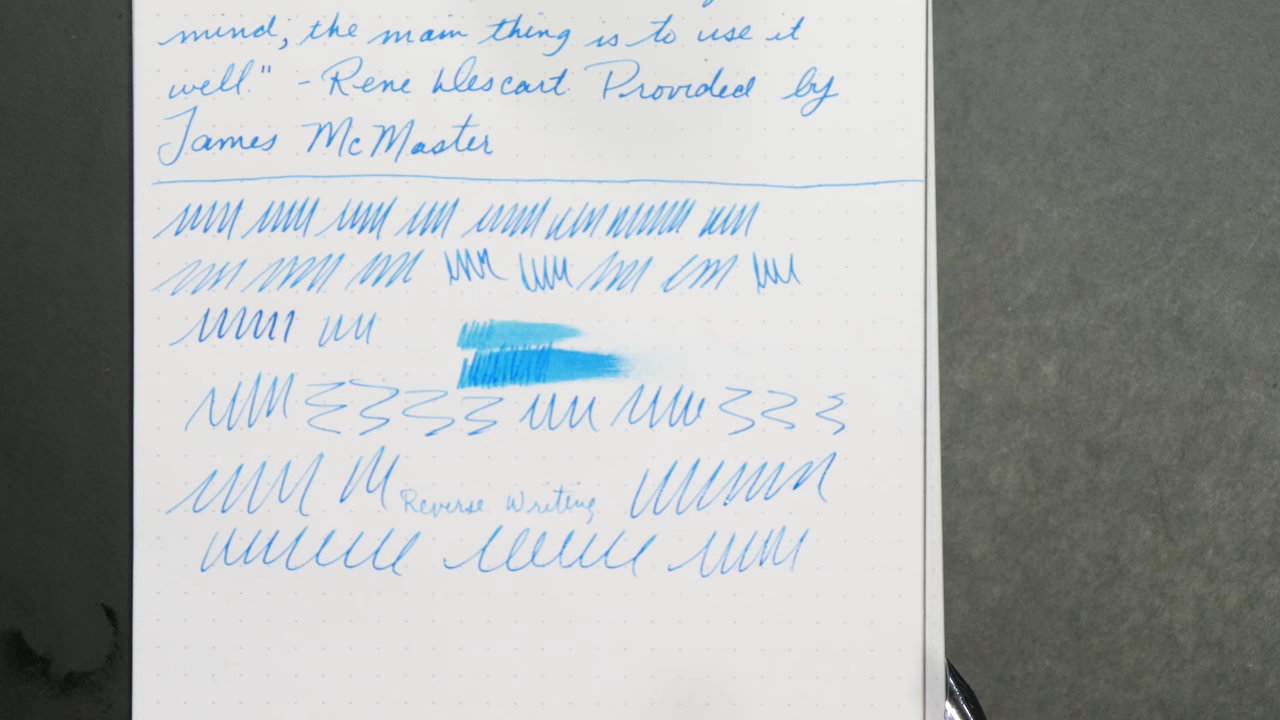 mind, the main thing is to use it
well" - Rene Descart Provided by
James McMaster
Reverse Writing